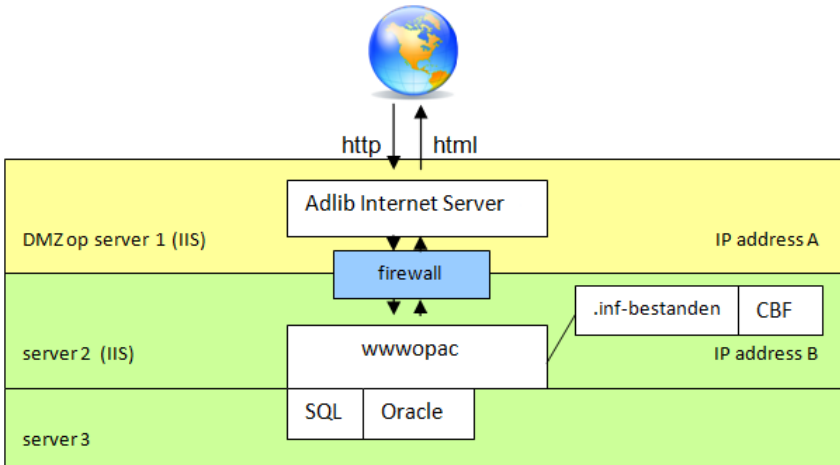 http html
Adlib Internet Server
DMZ op server 1 (IIS)
IP address A
firewall
.inf-bestanden CBF
wwwopac
server 2 (IIS)
IP address B
SQL Oracle
server 3